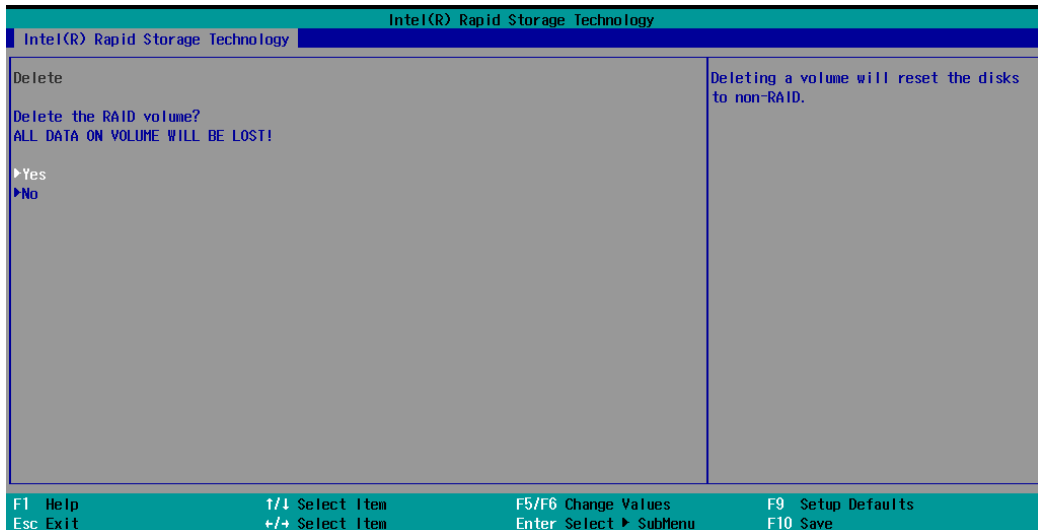 Intel(R) Rapid Storage Technology
Intel(R) Rapid Storage Technology
Delete
Delete the RAID volume?
ALL DATA ON VOLUME WILL BE LOST!
▶Yes
▶No
Deleting a volume will reset the disks
to non-RAID.
F1 Help ↑/↓ Select Item F5/F6 Change Values F9 Setup Defaults
Esc Exit ←/→ Select Item Enter Select ▶ SubMenu F10 Save